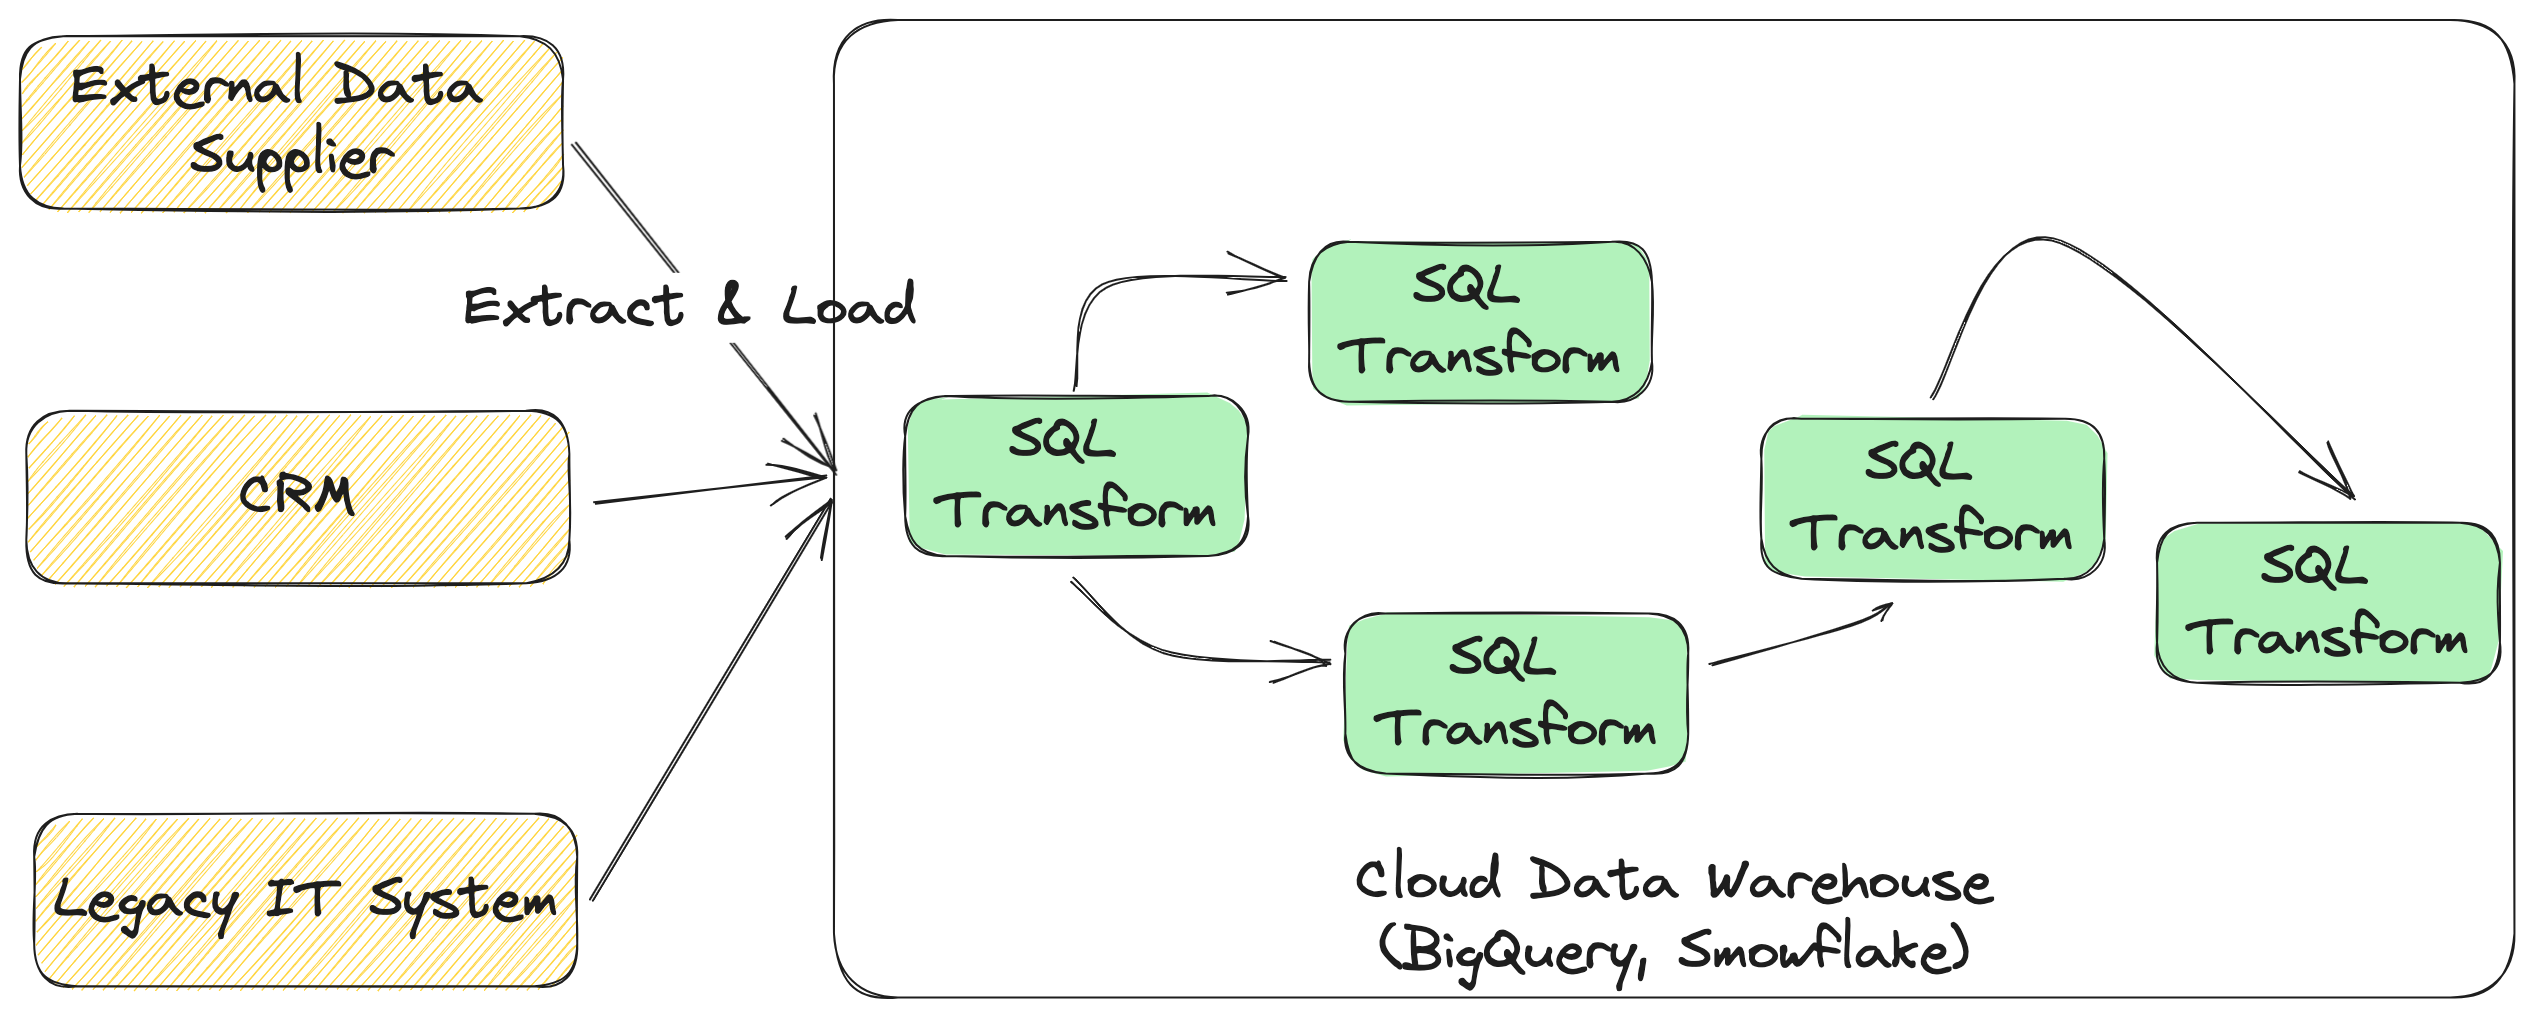 External Data
Supplier
Extract & Load
CRM
Legacy IT System
SQL
Transform
SQL
Transform
SQL
Transform
SQL
Transform
SQL
Transform
Cloud Data Warehouse
(BigQuery, Smowflake)